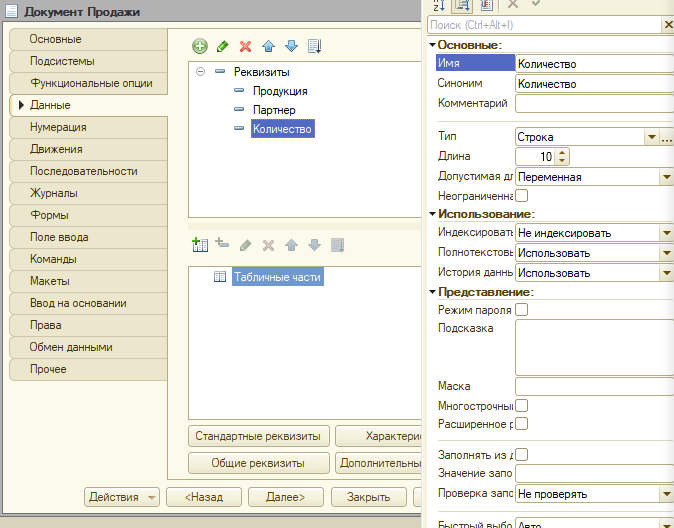 Документ Продажи
Основные
Подсистемы
Функциональные опции
Данные
Нумерация
Движения
Последовательности
Журналы
Формы
Поле ввода
Команды
Макеты
Ввод на основании
Права
Обмен данными
Прочее
Реквизиты
Продукция
Партнер
Количество
Табличные части
Стандартные реквизиты
Характери
Общие реквизиты
Дополнительны
Действия
<Назад
Далее>
Закрыть
Поиск (Ctrl+Alt+I)
Основные:
Имя Количество
Синоним Количество
Комментарий
Тип Строка ...
Длина 10
Допустимая дл Переменная
Неограниченна
Использование:
Индексировать Не индексировать
Полнотекстовы Использовать
История данны Использовать
Представление:
Режим пароля
Подсказка
Маска
Многострочны
Расширенное р
Заполнять из д
Значение запо
Проверка запо Не проверять
Быстрый выбо Авто